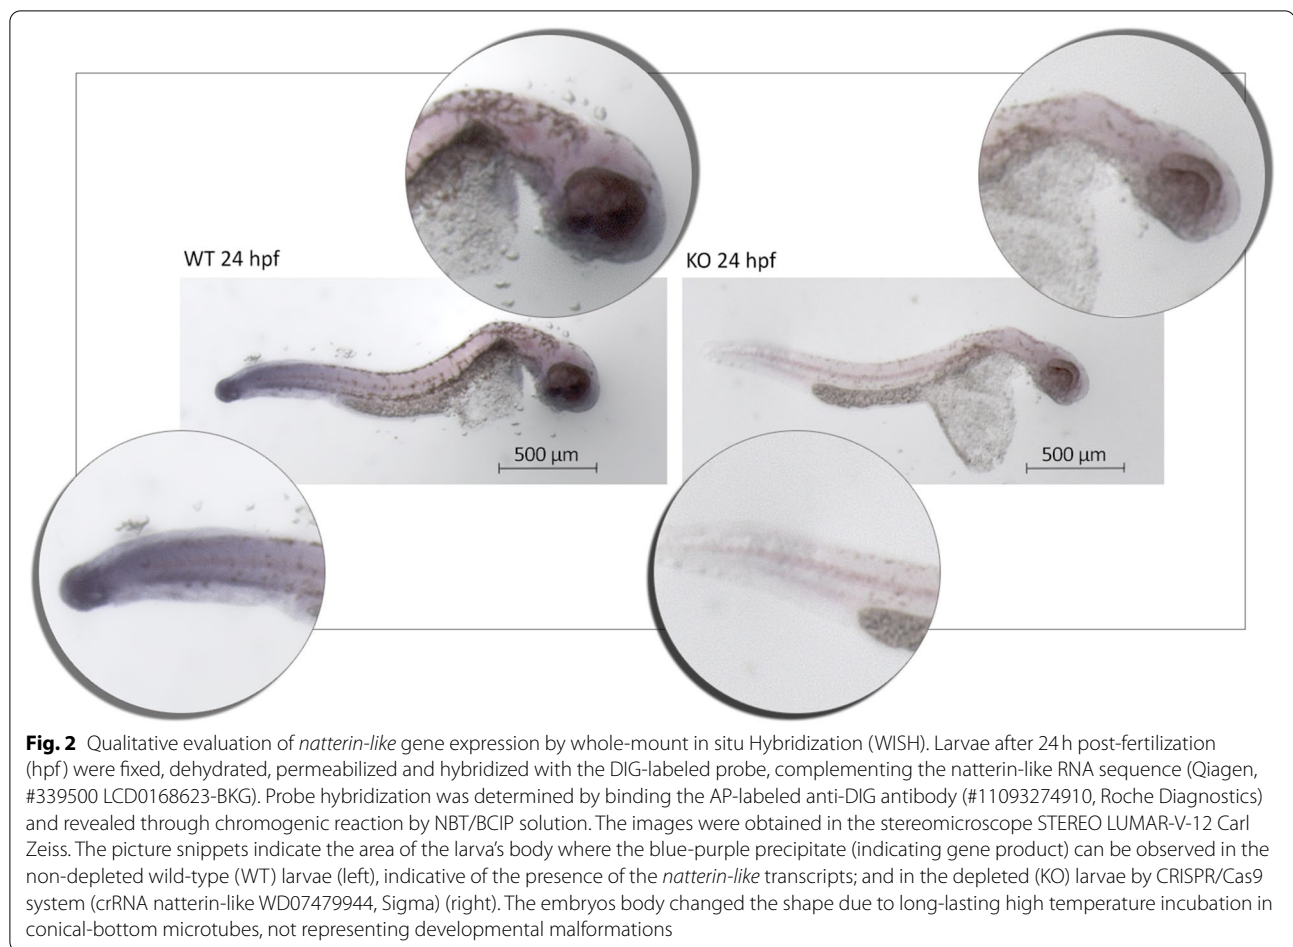 WT 24 hpf
KO 24 hpf
500 µm
500 µm
Fig. 2 Qualitative evaluation of natterin-like gene expression by whole-mount in situ Hybridization (WISH). Larvae after 24 h post-fertilization
(hpf) were fixed, dehydrated, permeabilized and hybridized with the DIG-labeled probe, complementing the natterin-like RNA sequence (Qiagen,
#339500 LCD0168623-BKG). Probe hybridization was determined by binding the AP-labeled anti-DIG antibody (#11093274910, Roche Diagnostics)
and revealed through chromogenic reaction by NBT/BCIP solution. The images were obtained in the stereomicroscope STEREO LUMAR-V-12 Carl
Zeiss. The picture snippets indicate the area of the larva's body where the blue-purple precipitate (indicating gene product) can be observed in the
non-depleted wild-type (WT) larvae (left), indicative of the presence of the natterin-like transcripts; and in the depleted (KO) larvae by CRISPR/Cas9
system (crRNA natterin-like WD07479944, Sigma) (right). The embryos body changed the shape due to long-lasting high temperature incubation in
conical-bottom microtubes, not representing developmental malformations